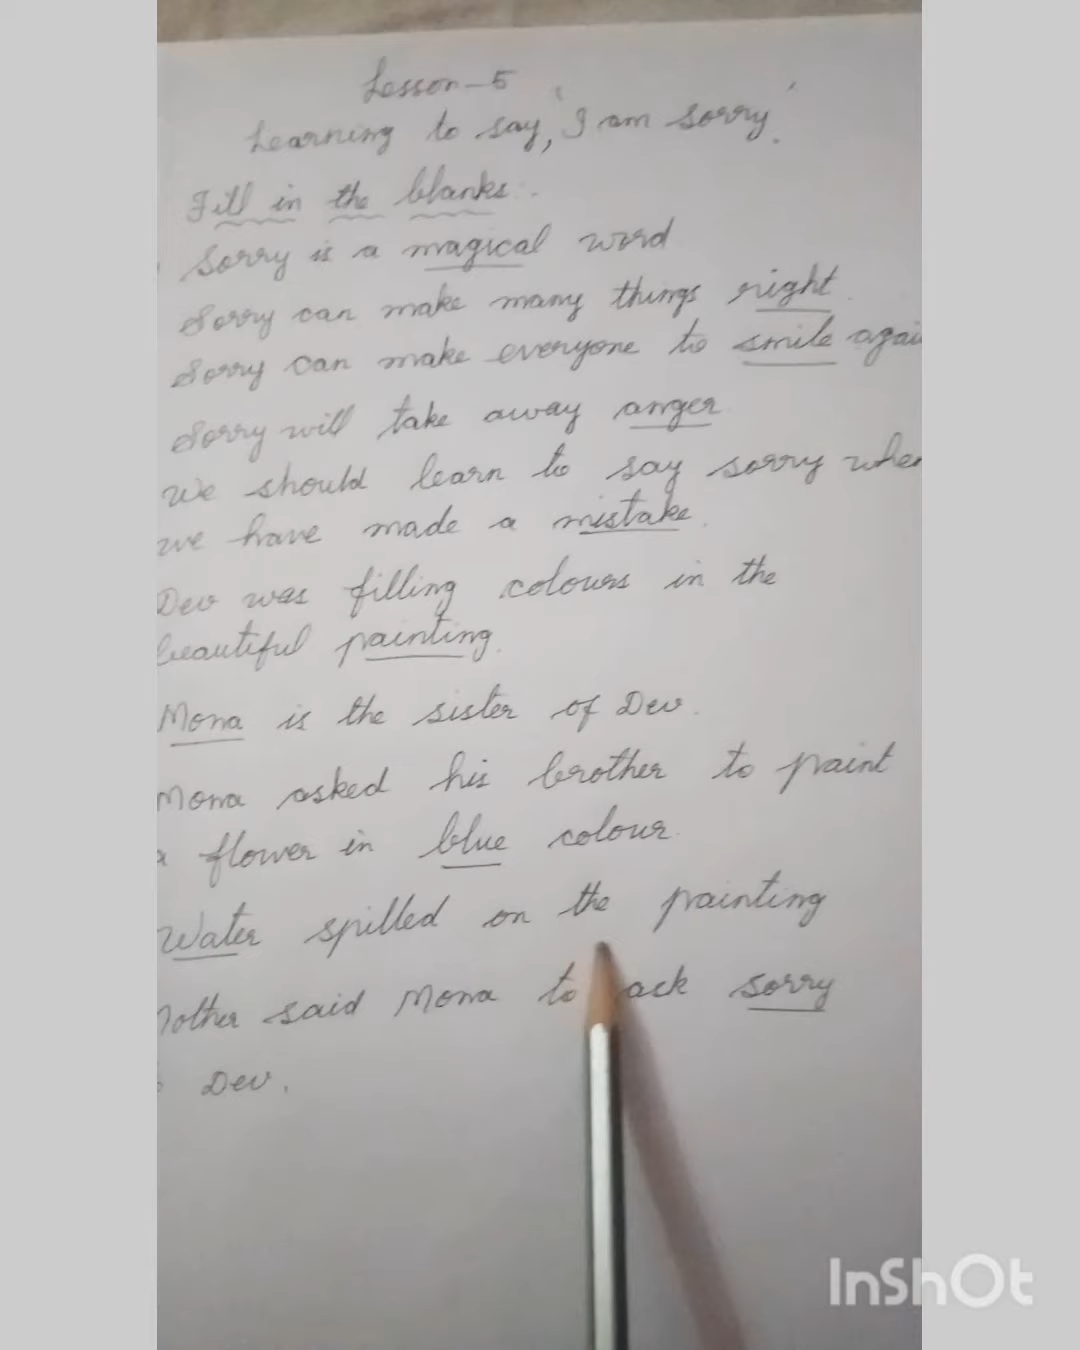 Lesson-5
Learning to say, 'I am sorry'.
Fill in the blanks.
Sorry is a magical word
Sorry can make many things right.
Sorry can make everyone to smile agai
Sorry will take away anger
We should learn to say sorry when
we have made a mistake.
Dev was filling colours in the
beautiful painting.
Mona is the sister of Dev.
Mona asked his brother to paint
a flower in blue colour.
Water spilled on the painting
Mother said Mona to ack sorry
Dev.
InShOt